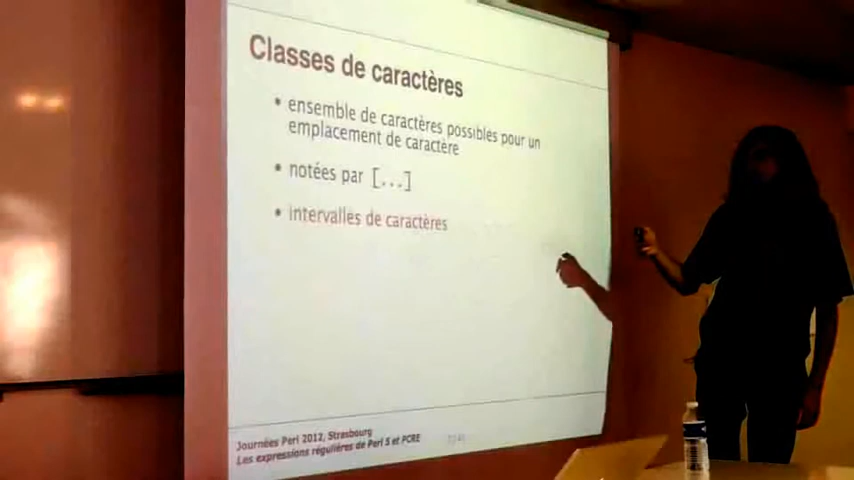 Classes de caractères
• ensemble de caractères possibles pour un
emplacement de caractère
• notées par [...]
• intervalles de caractères
Journées Perl 2012, Strasbourg
Les expressions régulières de Perl 5 et PCRE